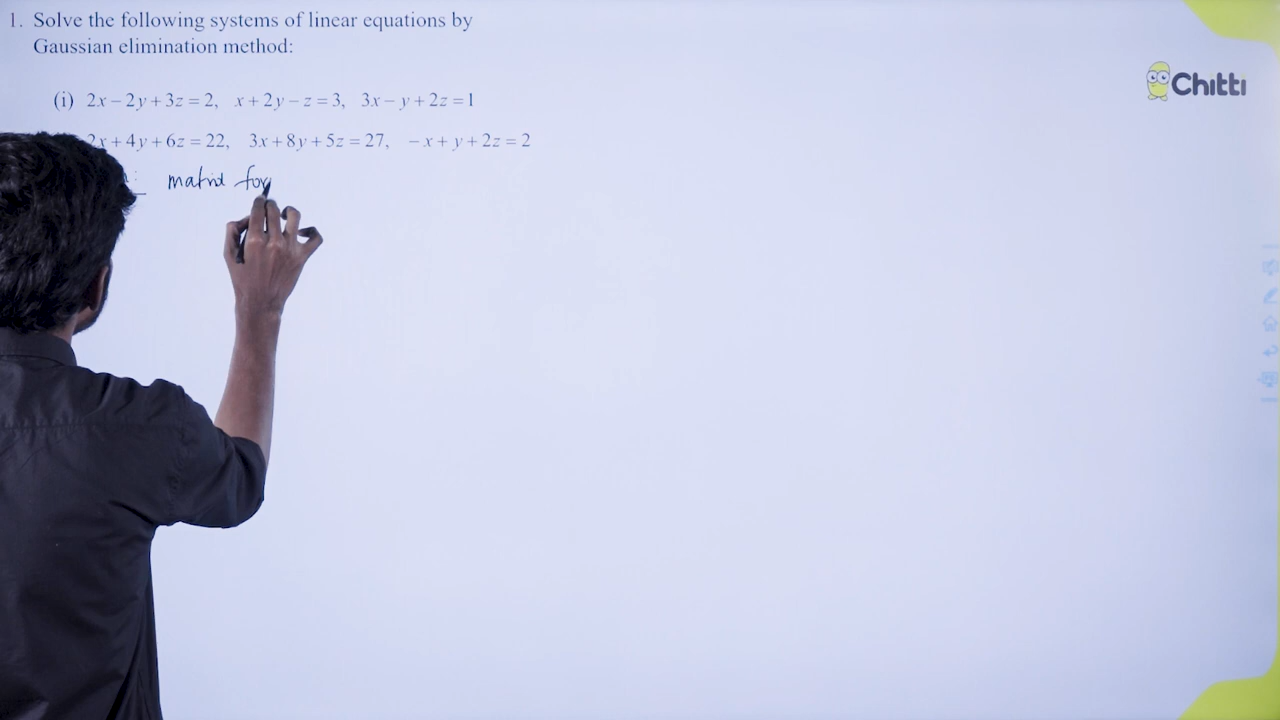 1. Solve the following systems of linear equations by
Gaussian elimination method:
(i) 2x − 2y + 3z = 2, x + 2y − z = 3, 3x − y + 2z = 1
2x + 4y + 6z = 22, 3x + 8y + 5z = 27, −x + y + 2z = 2
for
Chitti